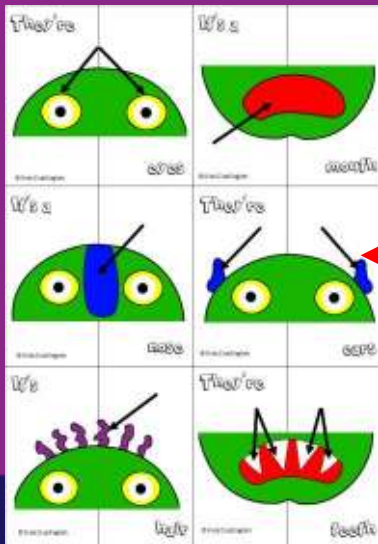 They're
eyes
It's a
mouth
It's a
nose
They're
ears
It's
hair
They're
teeth